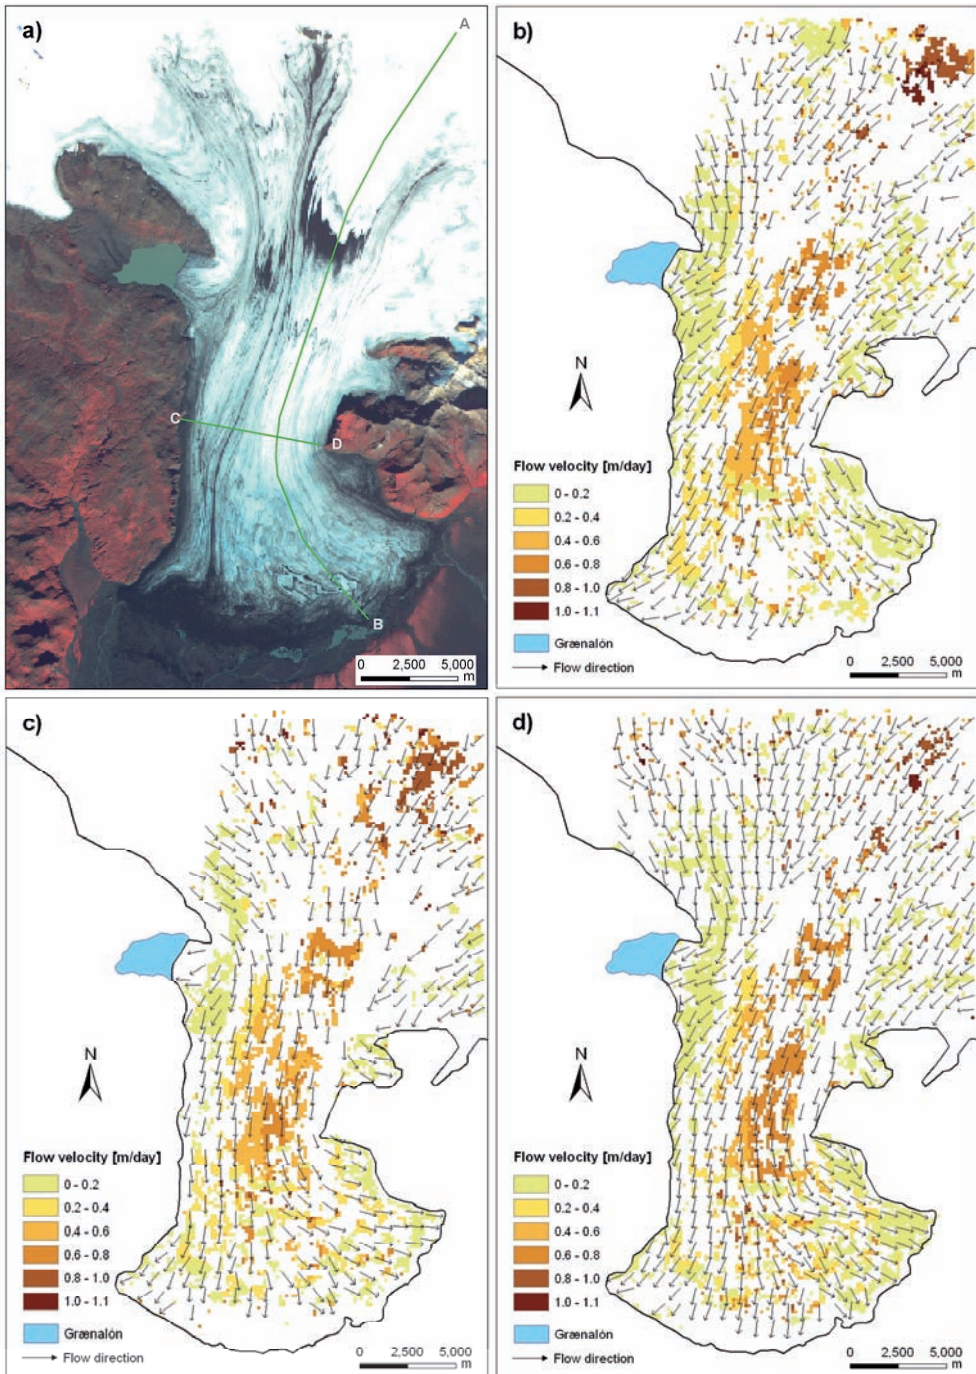 a)
A
C
D
B
0 2,500 5,000
m
b)
N
Flow velocity [m/day]
0 - 0.2
0.2 - 0.4
0.4 - 0.6
0.6 - 0.8
0.8 - 1.0
1.0 - 1.1
Grænalón
Flow direction
0 2,500 5,000
m
c)
N
Flow velocity [m/day]
0 - 0.2
0.2 - 0.4
0.4 - 0.6
0.6 - 0.8
0.8 - 1.0
1.0 - 1.1
Grænalón
Flow direction
0 2,500 5,000
m
d)
N
Flow velocity [m/day]
0 - 0.2
0.2 - 0.4
0.4 - 0.6
0.6 - 0.8
0.8 - 1.0
1.0 - 1.1
Grænalón
Flow direction
0 2,500 5,000
m